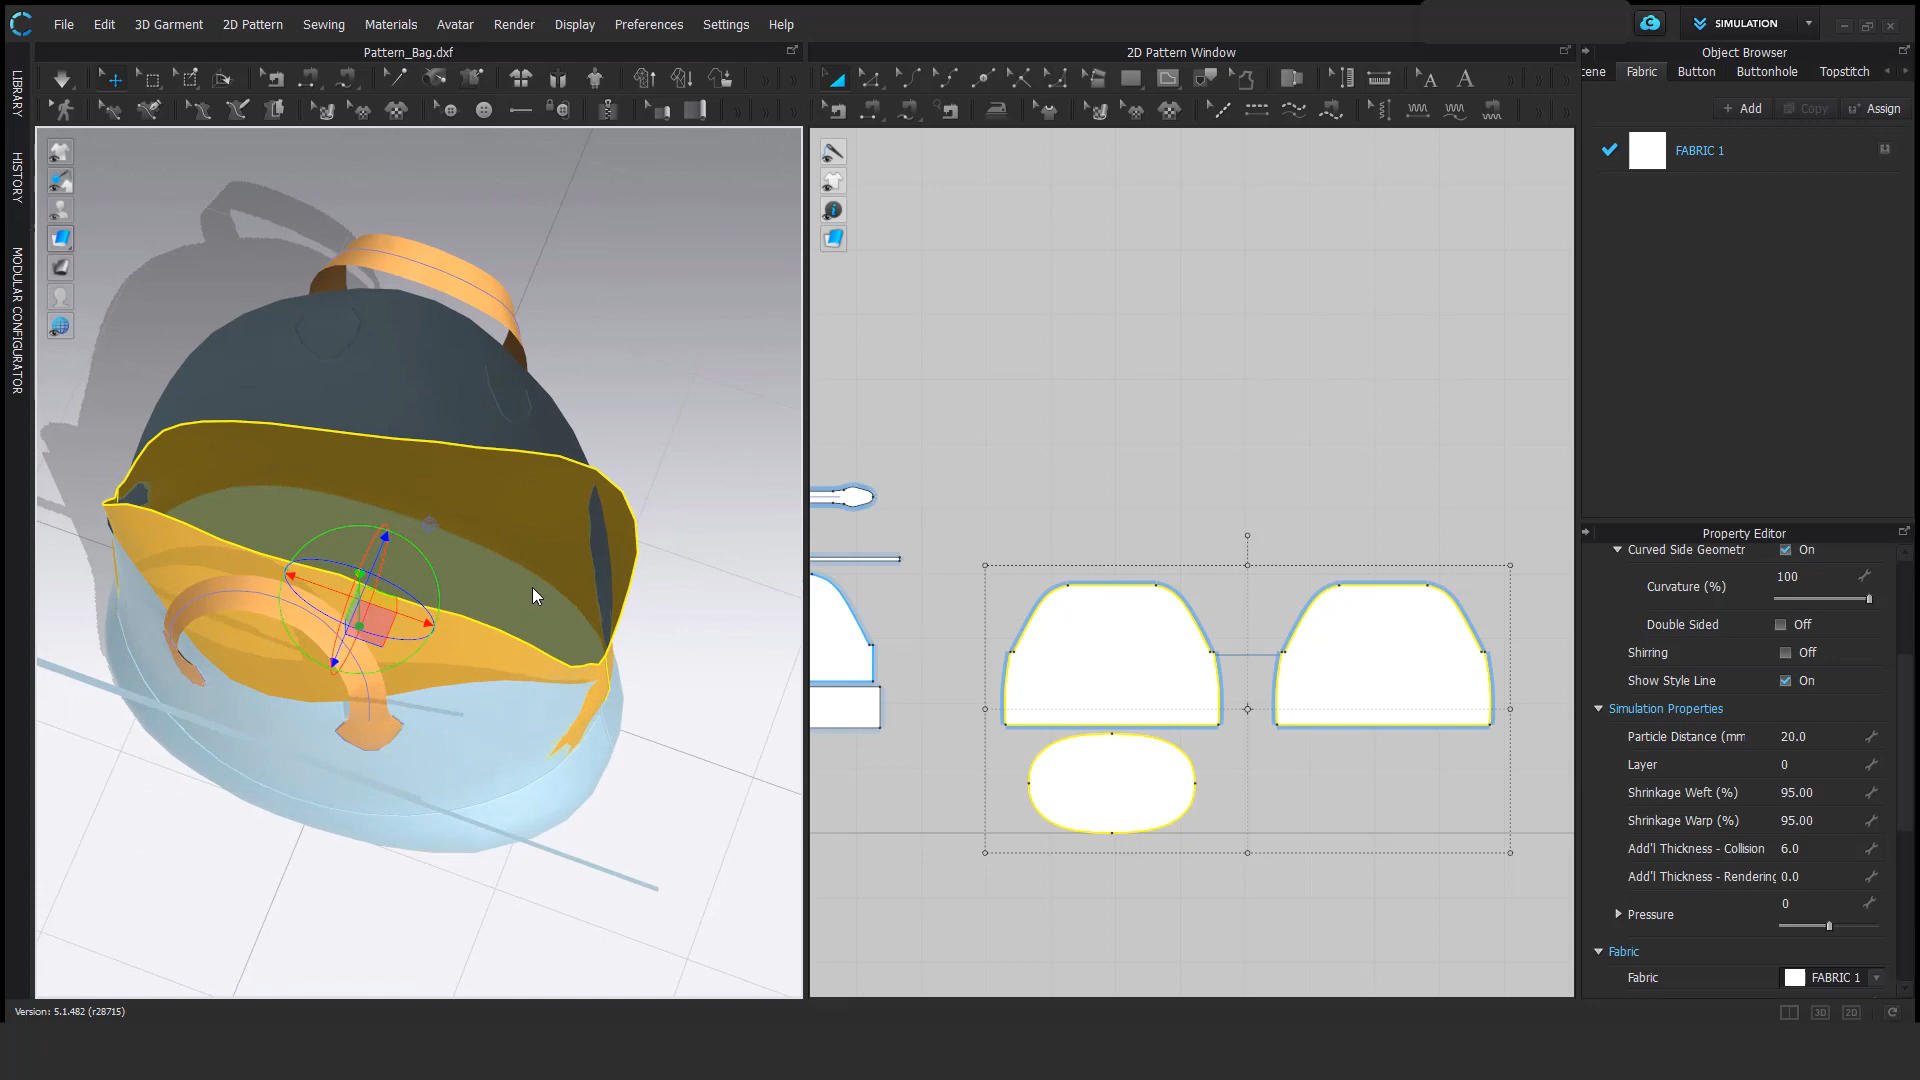 File Edit 3D Garment 2D Pattern Sewing Materials Avatar Render Display Preferences Settings Help
SIMULATION
Pattern_Bag.dxf
2D Pattern Window
Object Browser
cene Fabric Button Buttonhole Topstitch
+ Add Copy Assign
FABRIC 1
LIBRARY
HISTORY
MODULAR CONFIGURATOR
Property Editor
Curved Side Geometr On
Curvature (%) 100
Double Sided Off
Shirring Off
Show Style Line On
Simulation Properties
Particle Distance (mm 20.0
Layer 0
Shrinkage Weft (%) 95.00
Shrinkage Warp (%) 95.00
Add'l Thickness - Collision 6.0
Add'l Thickness - Rendering 0.0
Pressure 0
Fabric
Fabric FABRIC 1
Version: 5.1.482 (r28715)
3D 2D